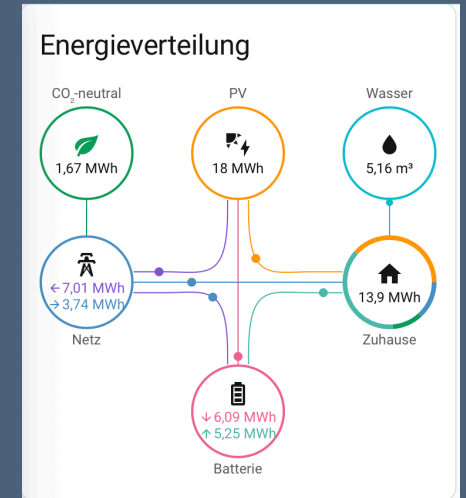 Energieverteilung
CO₂-neutral
PV
Wasser
1,67 MWh
18 MWh
5,16 m³
←7,01 MWh
→3,74 MWh
13,9 MWh
Netz
Zuhause
↓6,09 MWh
↑5,25 MWh
Batterie